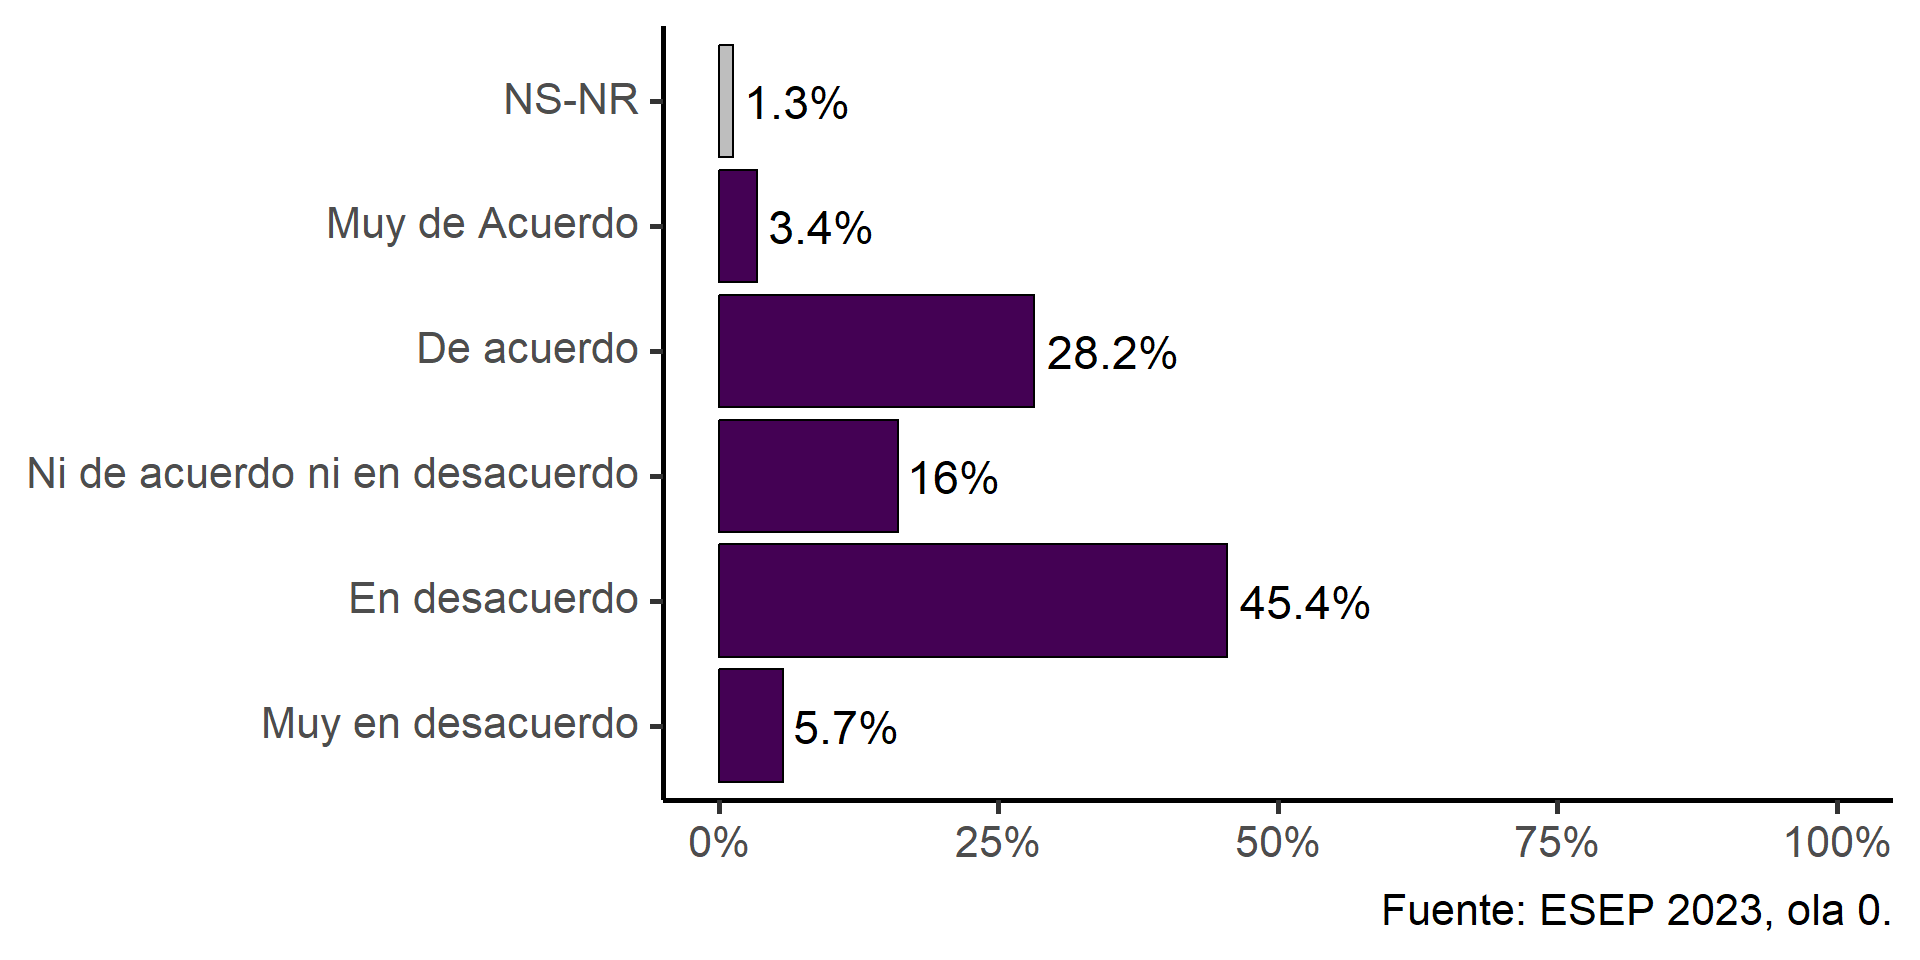 NS-NR 1.3%
Muy de Acuerdo 3.4%
De acuerdo 28.2%
Ni de acuerdo ni en desacuerdo 16%
En desacuerdo 45.4%
Muy en desacuerdo 5.7%
0% 25% 50% 75% 100%
Fuente: ESEP 2023, ola 0.